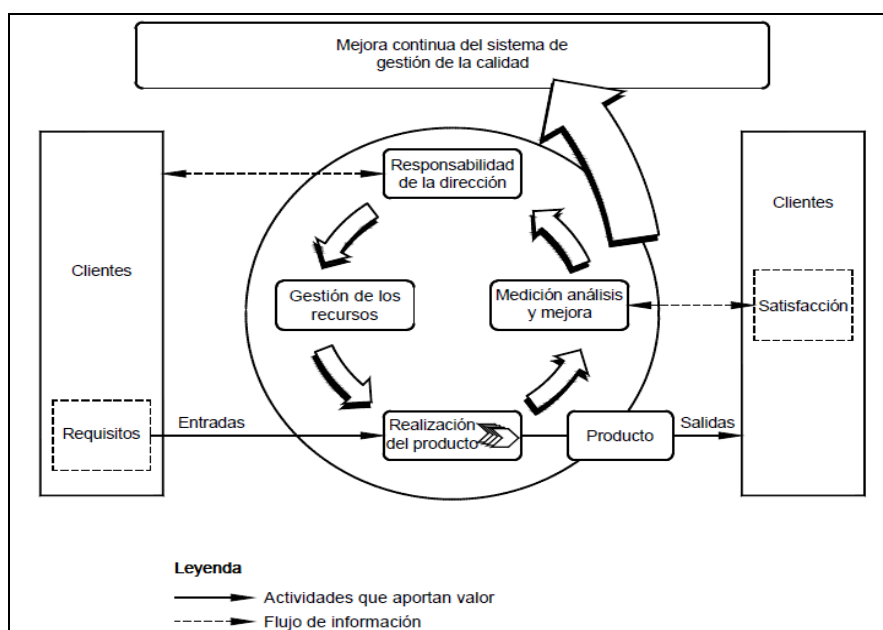 Mejora continua del sistema de
gestión de la calidad
Responsabilidad
de la dirección
Clientes
Clientes
Gestión de los
recursos
Medición análisis
y mejora
Satisfacción
Requisitos
Entradas
Realización
del producto
Producto
Salidas
Leyenda
Actividades que aportan valor
Flujo de información